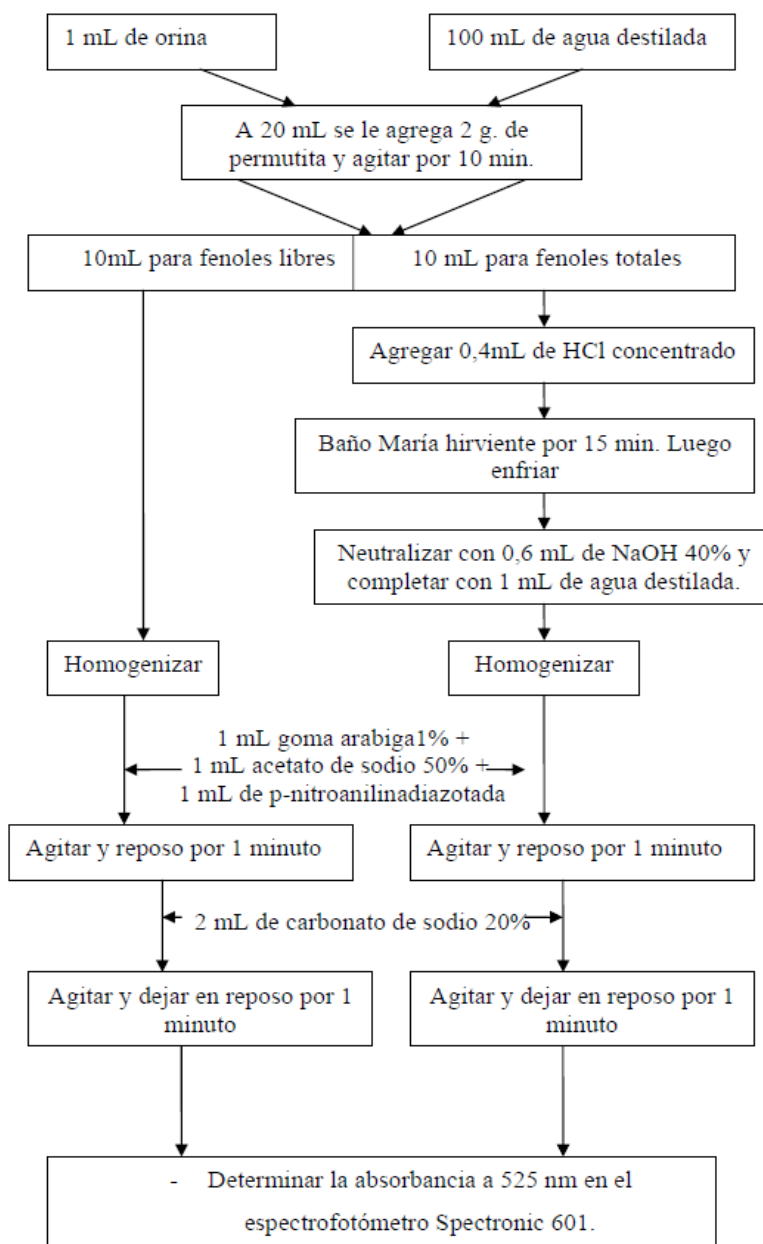 1 mL de orina
100 mL de agua destilada
A 20 mL se le agrega 2 g. de
permutita y agitar por 10 min.
10mL para fenoles libres
10 mL para fenoles totales
Agregar 0,4mL de HCl concentrado
Baño María hirviente por 15 min. Luego
enfriar
Neutralizar con 0,6 mL de NaOH 40% y
completar con 1 mL de agua destilada.
Homogenizar
Homogenizar
1 mL goma arabiga1% +
1 mL acetato de sodio 50% +
1 mL de p-nitroanilinadiazotada
Agitar y reposo por 1 minuto
Agitar y reposo por 1 minuto
2 mL de carbonato de sodio 20%
Agitar y dejar en reposo por 1
minuto
Agitar y dejar en reposo por 1
minuto
- Determinar la absorbancia a 525 nm en el
espectrofotómetro Spectronic 601.